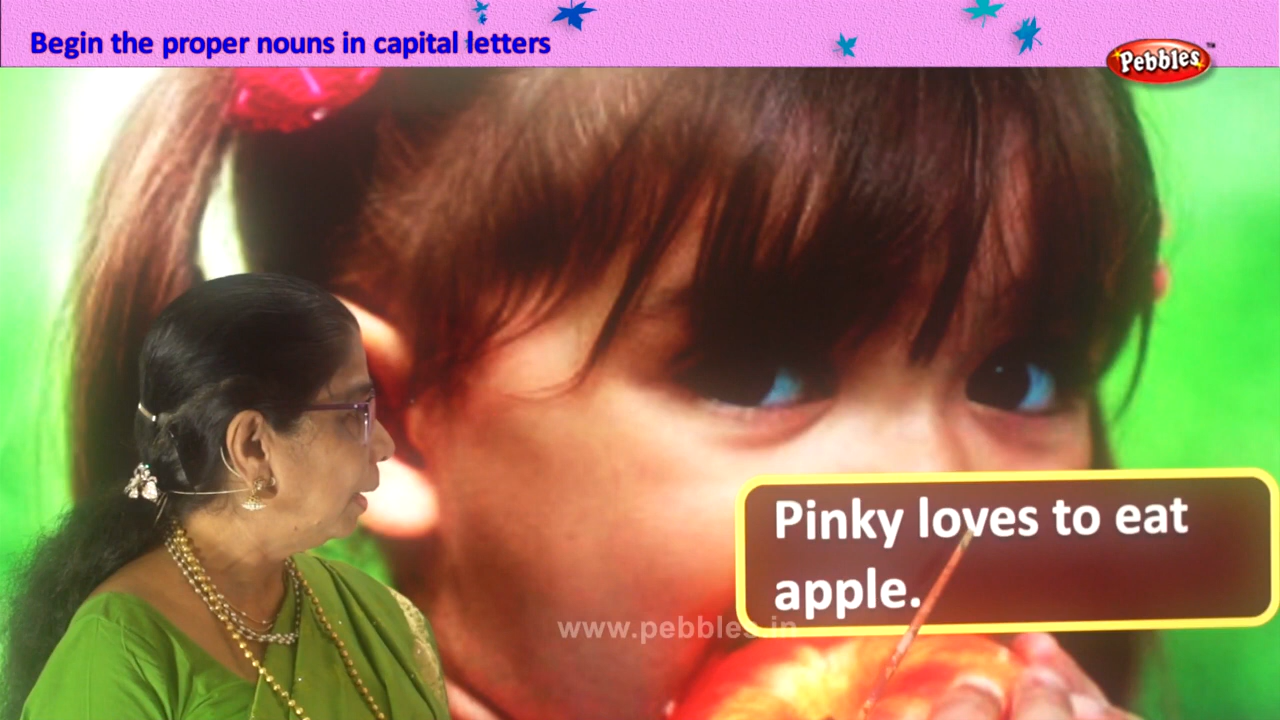 Begin the proper nouns in capital letters
Pebbles
Pinky loves to eat
apple.
www.pebbles.in